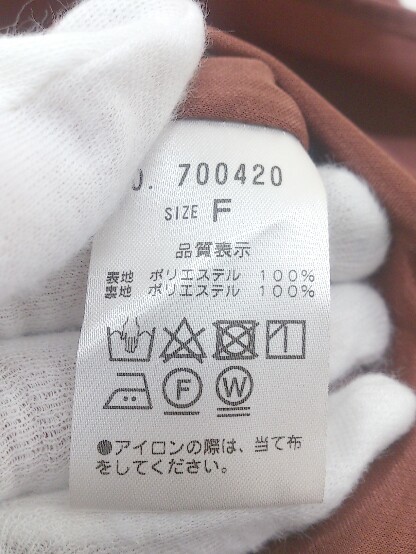 0. 700420
SIZE F
品質表示
表地 ポリエステル 100%
裏地 ポリエステル 100%
F W
●アイロンの際は、当て布
をしてください。